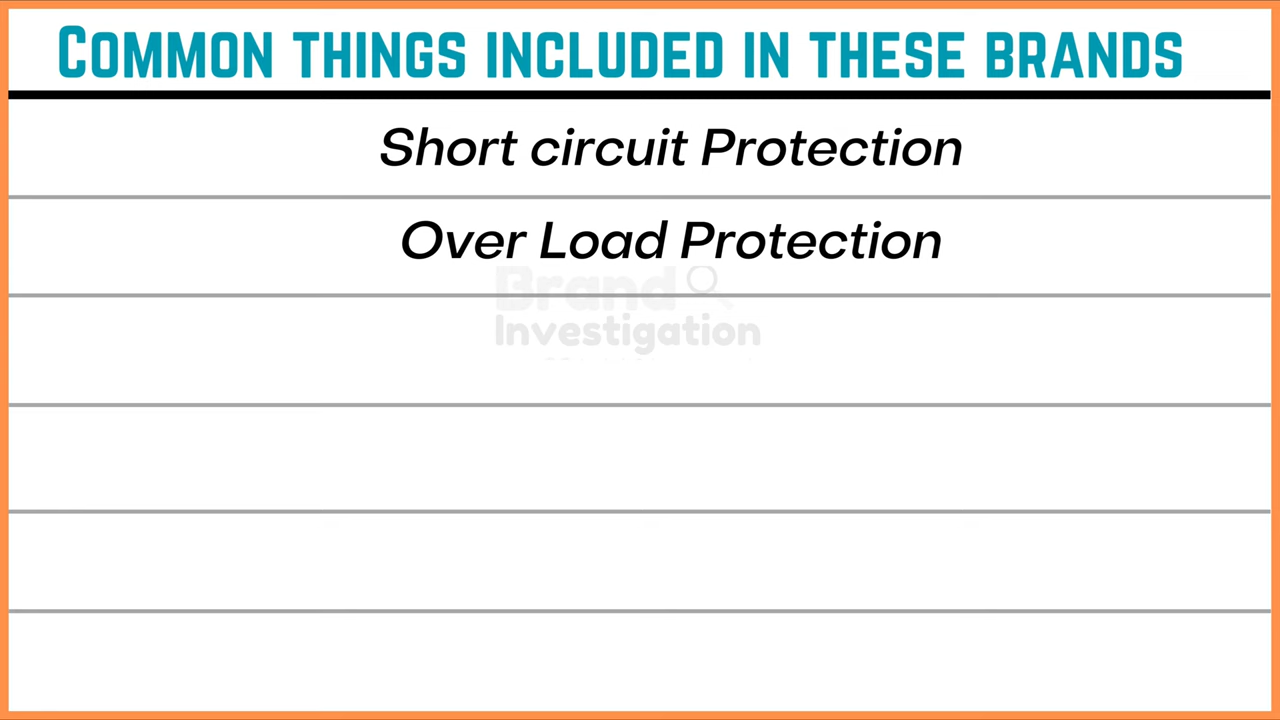 Common things included in these brands
Short circuit Protection
Over Load Protection
Brand
Investigation